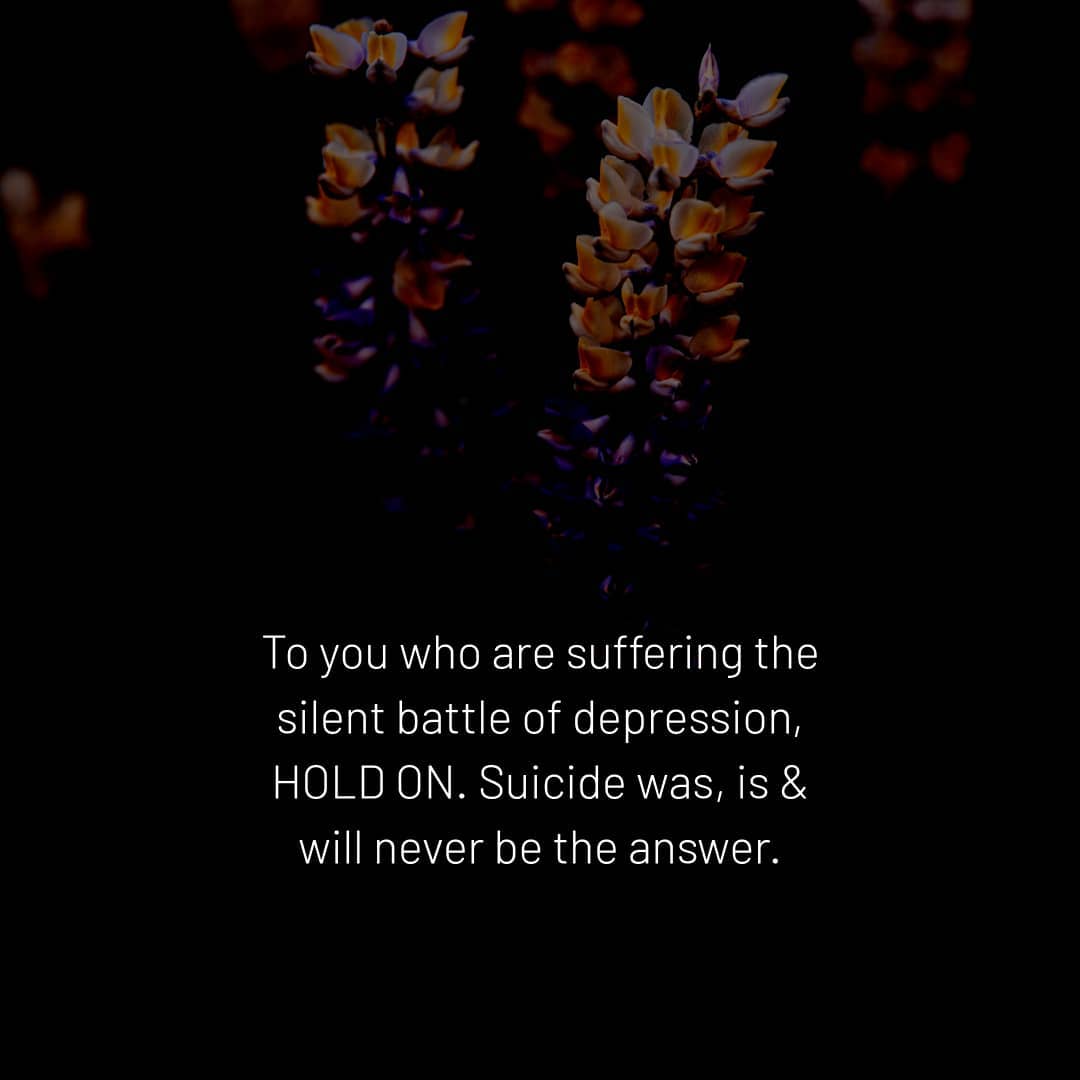 To you who are suffering the
silent battle of depression,
HOLD ON. Suicide was, is &
will never be the answer.